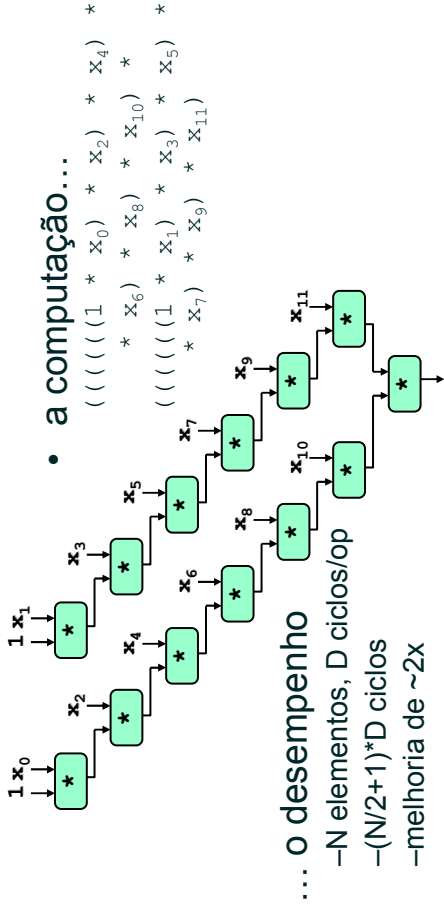 • a computação…
((((((1 * x₀) * x₂) * x₄) *
* x₆) * x₈) * x₁₀) *
((((((1 * x₁) * x₃) * x₅) *
* x₇) * x₉) * x₁₁)
1 x₀
*
1 x₁
*
x₂
*
x₃
*
x₄
*
x₅
*
x₆
*
x₇
*
x₈
*
x₉
*
x₁₀
*
x₁₁
*
*
… o desempenho
–N elementos, D ciclos/op
–(N/2+1)*D ciclos
–melhoria de ~2x